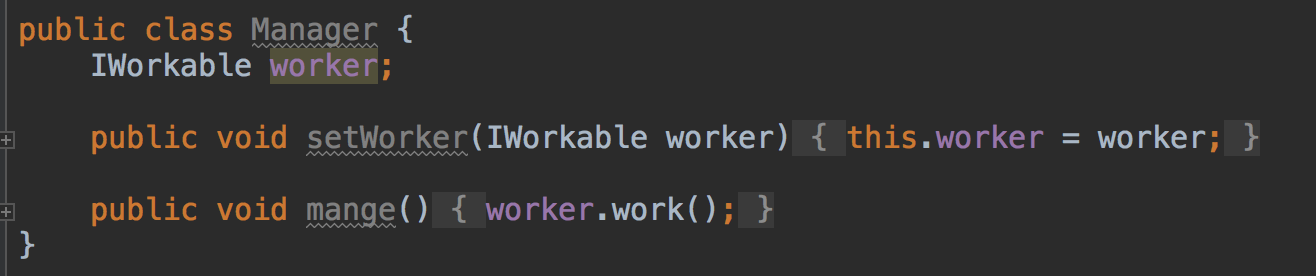 public class Manager {
IWorkable worker;
public void setWorker(IWorkable worker) { this.worker = worker; }
public void mange() { worker.work(); }
}